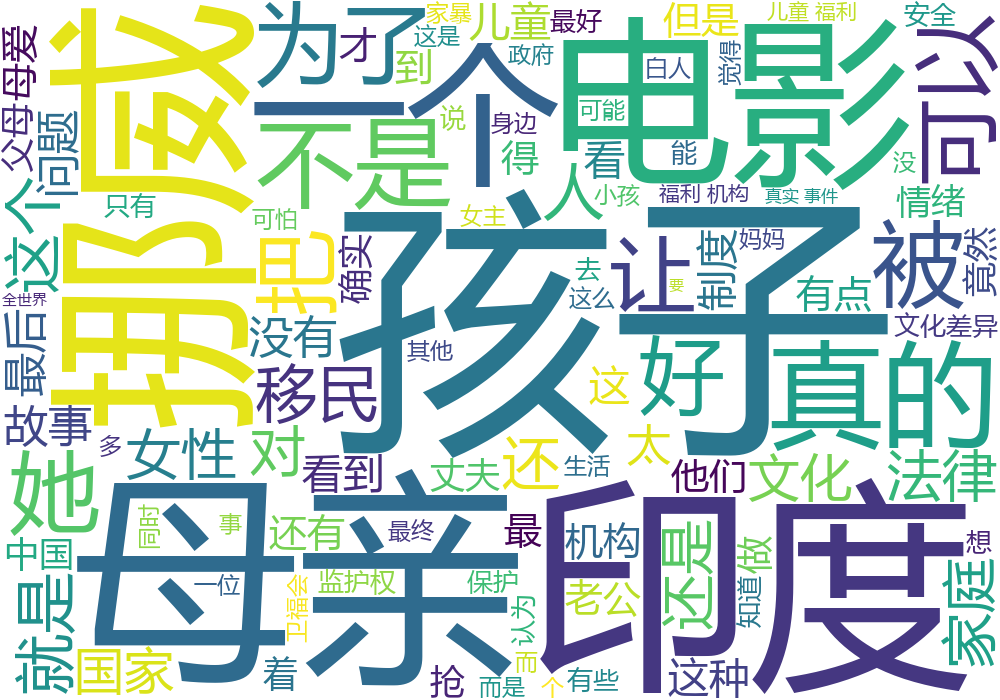 挪威
为了
才
家暴
这是
儿童
最好
但是
儿童 福利
安全
父母
母爱
问题
到
一个
政府
电影
白人
觉得
可以
不是
说
身边
可能
能
没
这个
只有
可怕
得
看
人
小孩
福利 机构
真实 事件
情绪
女主
孩子
把
确实
去
这么
让
要
制度
妈妈
有点
被
竟然
全世界
最后
没有
其他
文化差异
移民
这
好
真的
故事
多
女性
对
看到
丈夫
还
生活
太
他们
文化
法律
她
中国
同时
事
还有
最终
最
机构
还是
做
想
母亲
印度
就是
一位
卫福会
监护权
保护
认为
老公
知道
家庭
国家
着
抢
而
而是
个
有些
这种